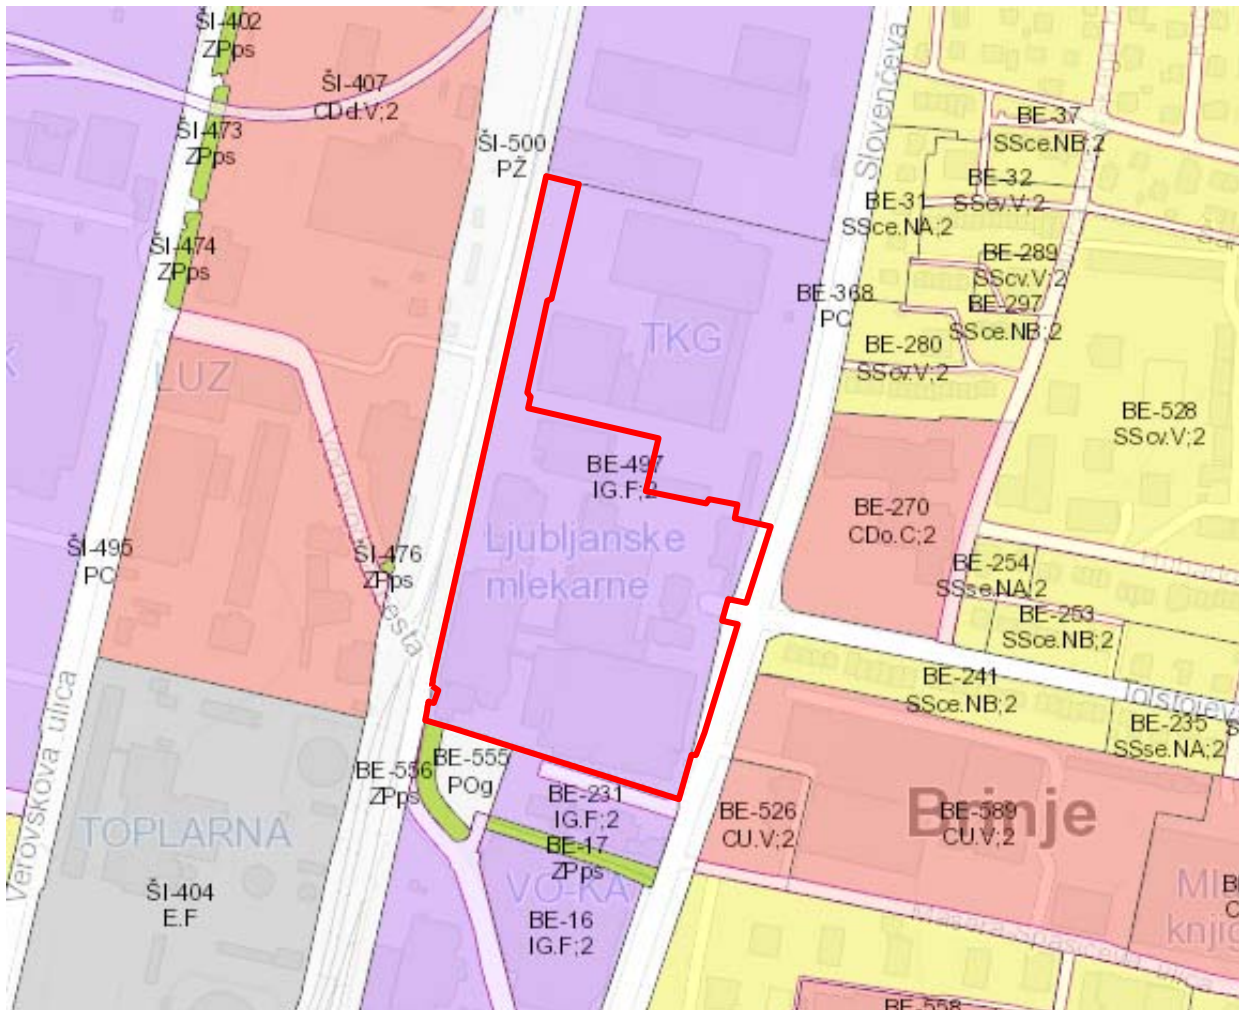 ŠI-402
ZPps
ŠI-407
CDd.V;2
ŠI-473
ZPps
ŠI-500
PŽ
ŠI-474
ZPps
Slovenčeva
BE-37
SSce.NB;2
BE-32
SScv.V;2
BE-31
SSce.NA;2
BE-289
SScv.V;2
BE-368
PC
BE-297
SSce.NB;2
BE-280
SScv.V;2
TKG
LUZ
K
BE-528
SScv.V;2
BE-497
IG.F;2
BE-270
CDo.C;2
Ljubljanske
mlekarne
ŠI-495
PC
ŠI-476
ZPps
cesta
BE-254
SSse.NA;2
BE-253
SSce.NB;2
BE-241
SSce.NB;2
Tolstojeva
BE-235
SSse.NA;2
Verovskova ulica
BE-556
ZPps
BE-555
POg
BE-231
IG.F;2
BE-17
ZPps
BE-526
CU.V;2
Brinje
BE-589
CU.V;2
TOPLARNA
ŠI-404
E.F
VO-KA
BE-16
IG.F;2
knjig
BE-558